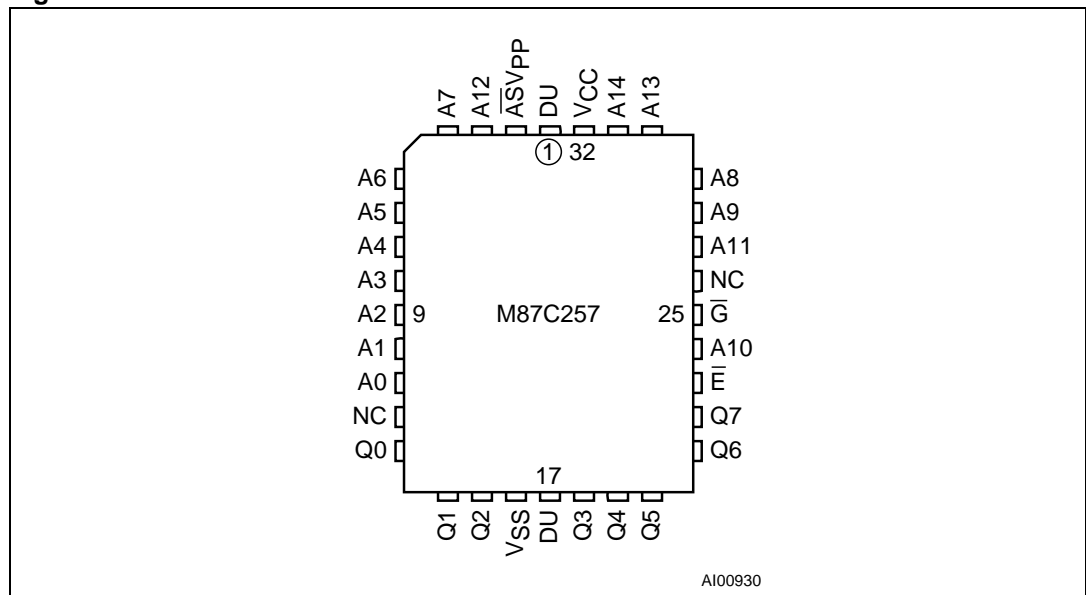 A7 A12 A̅S̅VPP DU VCC A14 A13
1 32
A6 A8
A5 A9
A4 A11
A3 NC
A2 9 M87C257 25 G̅
A1 A10
A0 E̅
NC Q7
Q0 Q6
17
Q1 Q2 VSS DU Q3 Q4 Q5
AI00930